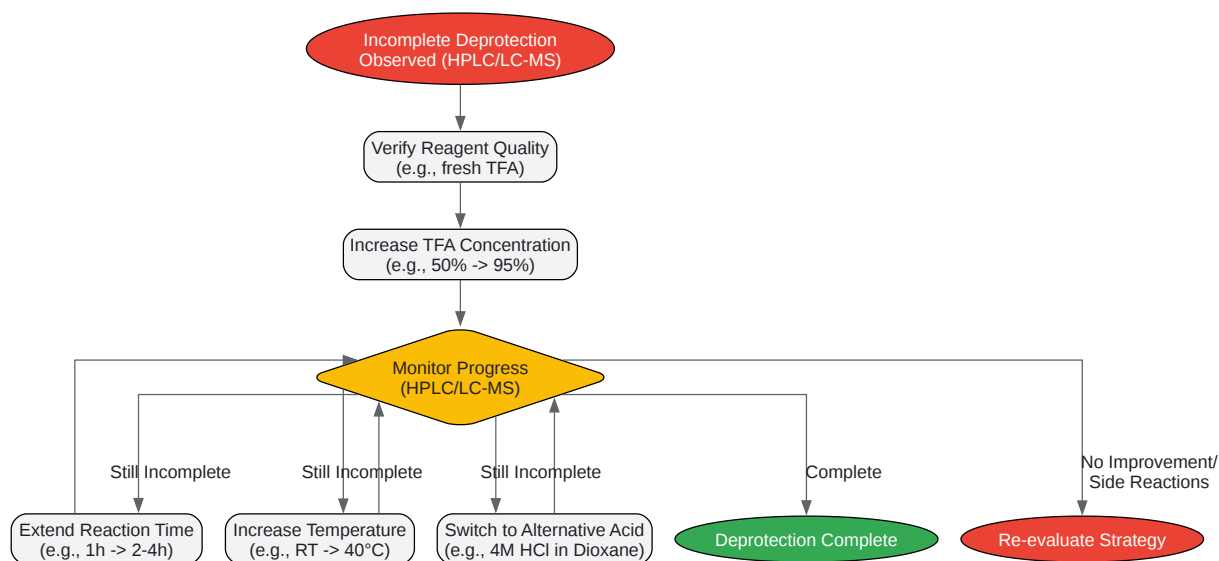 Incomplete Deprotection
Observed (HPLC/LC-MS)
Verify Reagent Quality
(e.g., fresh TFA)
Increase TFA Concentration
(e.g., 50% -> 95%)
Monitor Progress
(HPLC/LC-MS)
Still Incomplete
Still Incomplete
Still Incomplete
Complete
No Improvement/
Side Reactions
Extend Reaction Time
(e.g., 1h -> 2-4h)
Increase Temperature
(e.g., RT -> 40°C)
Switch to Alternative Acid
(e.g., 4M HCl in Dioxane)
Deprotection Complete
Re-evaluate Strategy